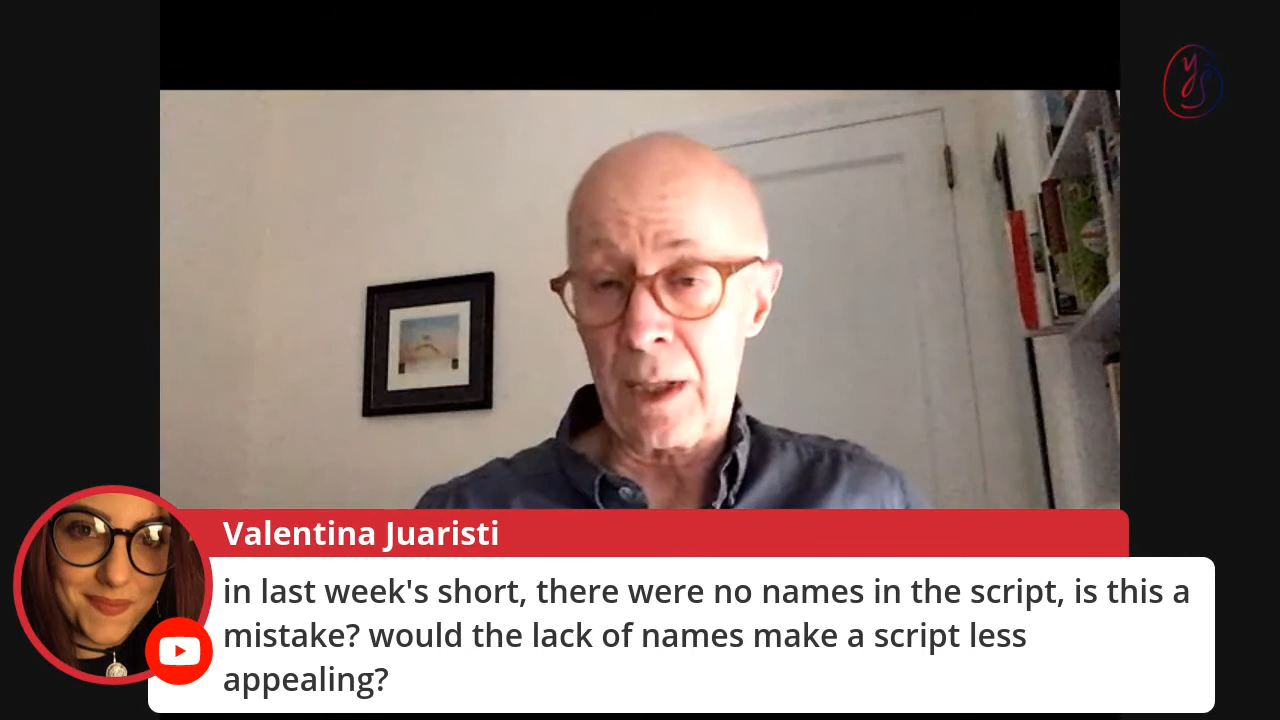 YS
Valentina Juaristi
in last week's short, there were no names in the script, is this a
mistake? would the lack of names make a script less
appealing?